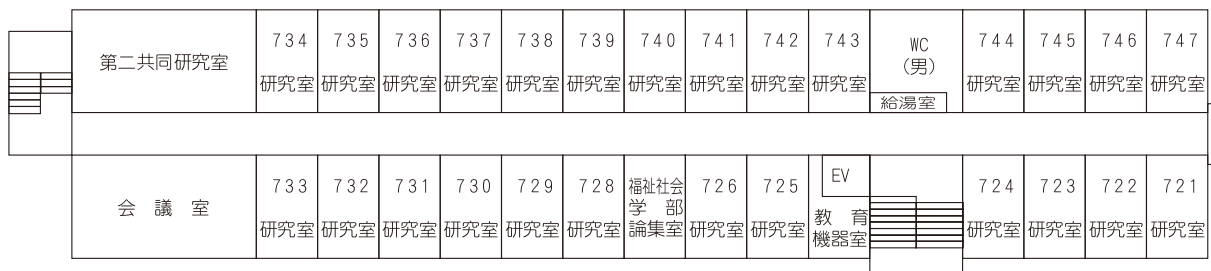 734 735 736 737 738 739 740 741 742 743 WC 744 745 746 747
(男)
第二共同研究室
研究室 研究室 研究室 研究室 研究室 研究室 研究室 研究室 研究室 研究室 研究室 研究室 研究室 研究室
給湯室
EV
733 732 731 730 729 728 福祉社会 726 725 724 723 722 721
会 議 室
学 部
教 育
研究室 研究室 研究室 研究室 研究室 研究室 論集室 研究室 研究室 機器室 研究室 研究室 研究室 研究室